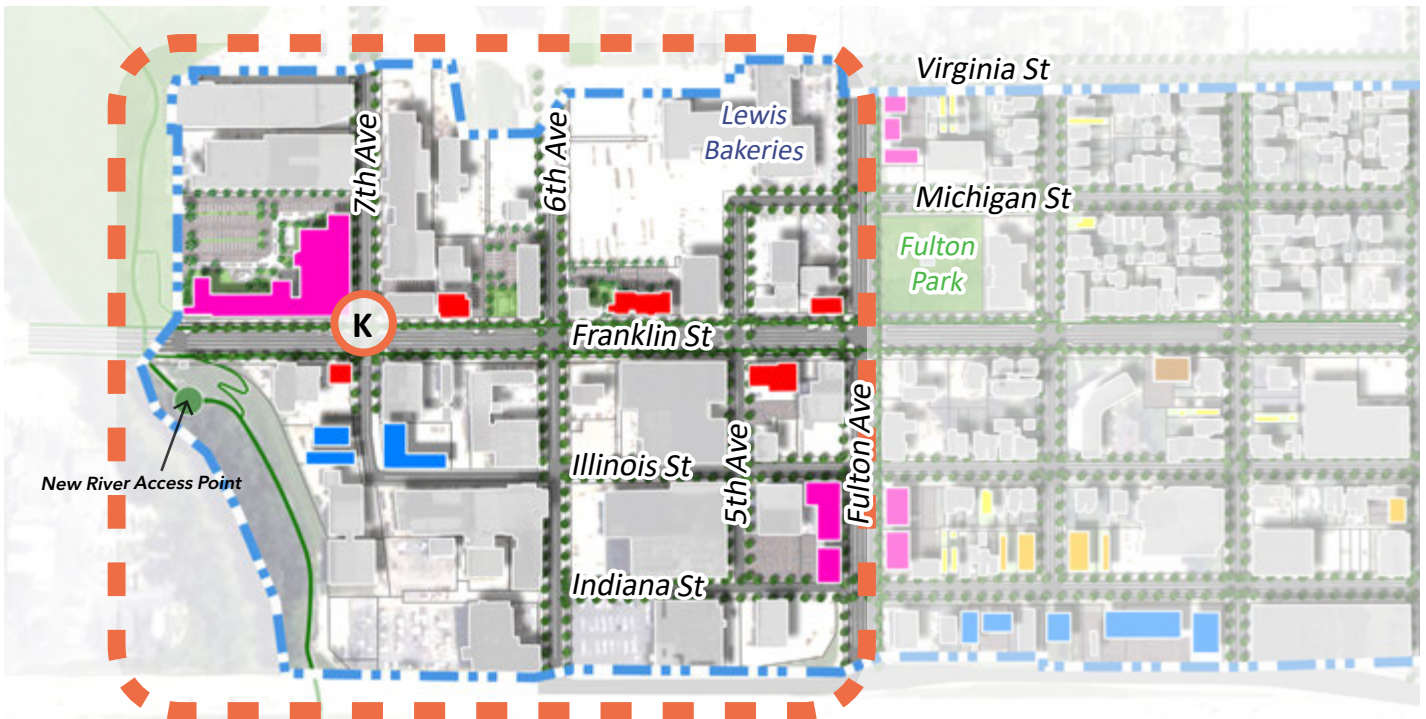 Virginia St
Lewis
Bakeries
7th Ave
6th Ave
Michigan St
Fulton
Park
K
Franklin St
New River Access Point
Illinois St
5th Ave
Fulton Ave
Indiana St